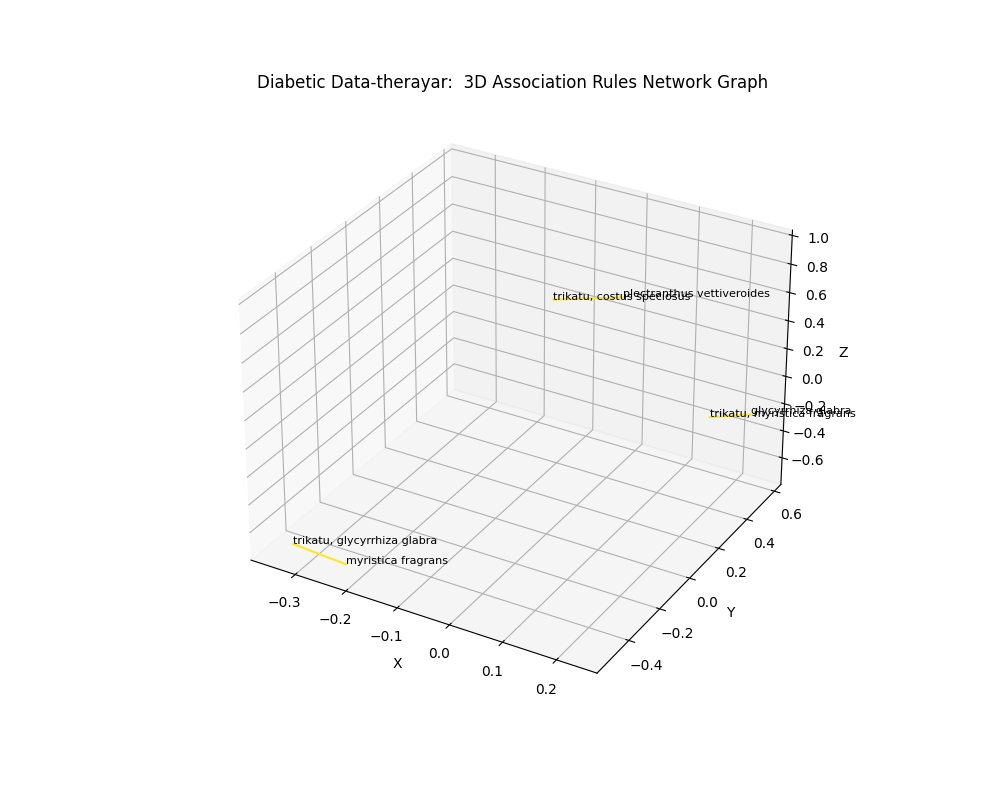 Diabetic Data-therayar:  3D Association Rules Network Graph
1.0
0.8
0.6
0.4
0.2
0.0
−0.2
−0.4
−0.6
Z
trikatu, costus speciosus
plectranthus vettiveroides
glycyrrhiza glabra
trikatu, myristica fragrans
trikatu, glycyrrhiza glabra
myristica fragrans
0.6
0.4
0.2
0.0
−0.2
−0.4
Y
−0.3
−0.2
−0.1
0.0
0.1
0.2
X